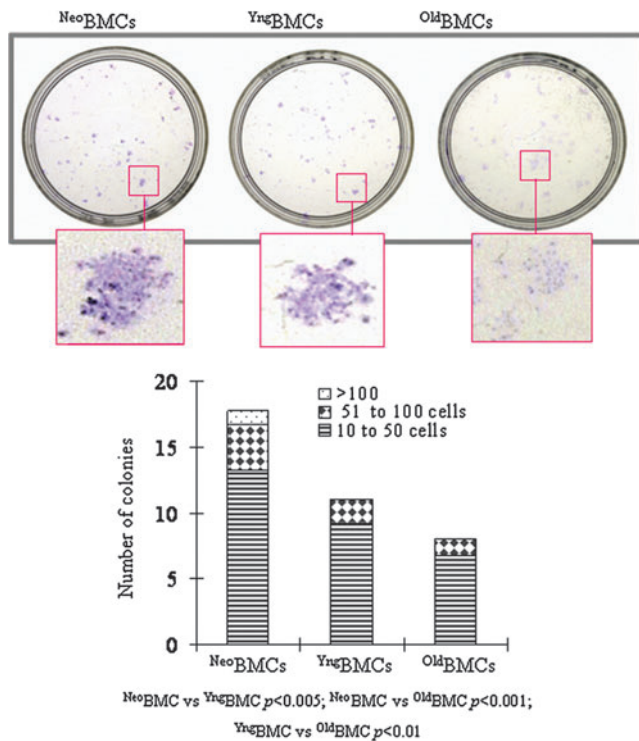 NeoBMCs YngBMCs OldBMCs
20
15
10
5
0
Number of colonies
>100
51 to 100 cells
10 to 50 cells
NeoBMCs YngBMCs OldBMCs
NeoBMC vs YngBMC p<0.005; NeoBMC vs OldBMC p<0.001;
YngBMC vs OldBMC p<0.01